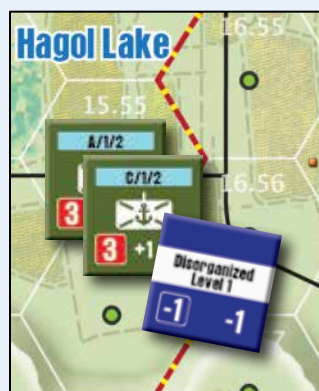 Hagol Lake
16.55
15.55
A/1/2
3
C/1/2
3 +1
16.56
Disorganized
Level 1
-1 -1